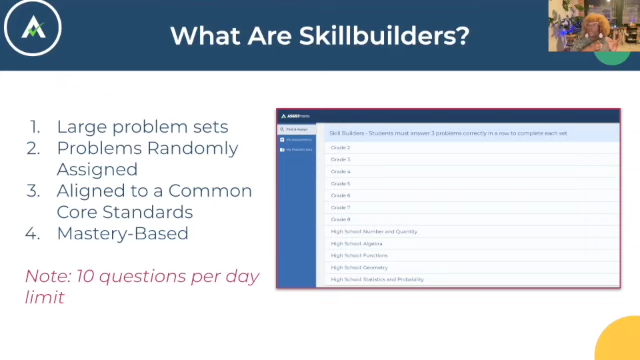 What Are Skillbuilders?
1. Large problem sets
2. Problems Randomly
Assigned
3. Aligned to a Common
Core Standards
4. Mastery-Based
Note: 10 questions per day
limit
ASSISTments
Find & Assign
Skill Builders - Students must answer 3 problems correctly in a row to complete each set
Grade 2
Grade 3
Grade 4
Grade 5
Grade 6
Grade 7
Grade 8
High School Number and Quantity
High School Algebra
High School Functions
High School Geometry
High School Statistics and Probability